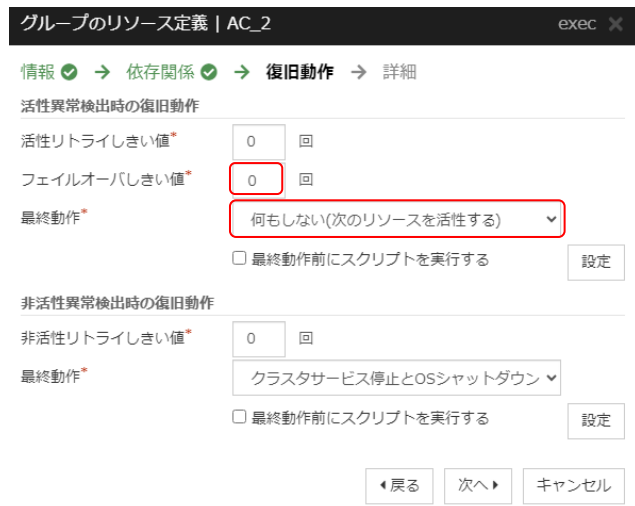 グループのリソース定義 | AC_2 exec ✕
情報 → 依存関係 → 復旧動作 → 詳細
活性異常検出時の復旧動作
活性リトライしきい値* 0 回
フェイルオーバしきい値* 0 回
最終動作* 何もしない(次のリソースを活性する)
最終動作前にスクリプトを実行する 設定
非活性異常検出時の復旧動作
非活性リトライしきい値* 0 回
最終動作* クラスタサービス停止とOSシャットダウン
最終動作前にスクリプトを実行する 設定
戻る 次へ キャンセル